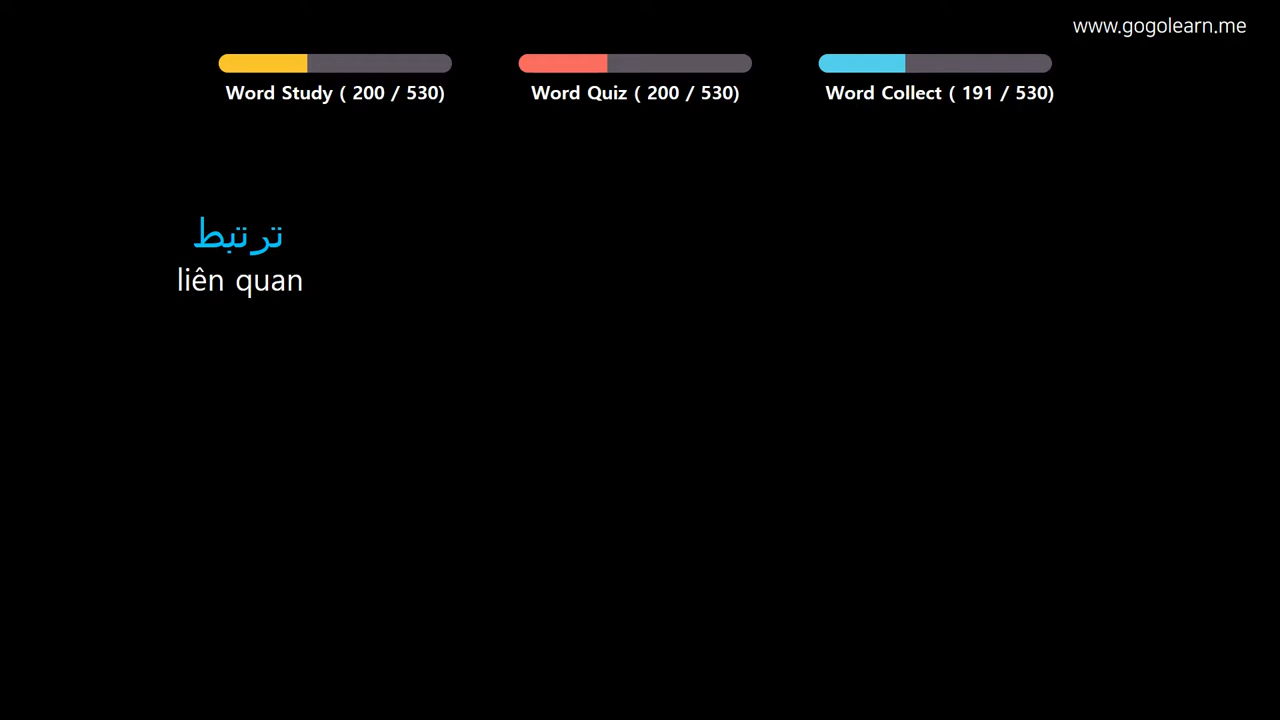 www.gogolearn.me
Word Study ( 200 / 530)
Word Quiz ( 200 / 530)
Word Collect ( 191 / 530)
ترتبط
liên quan